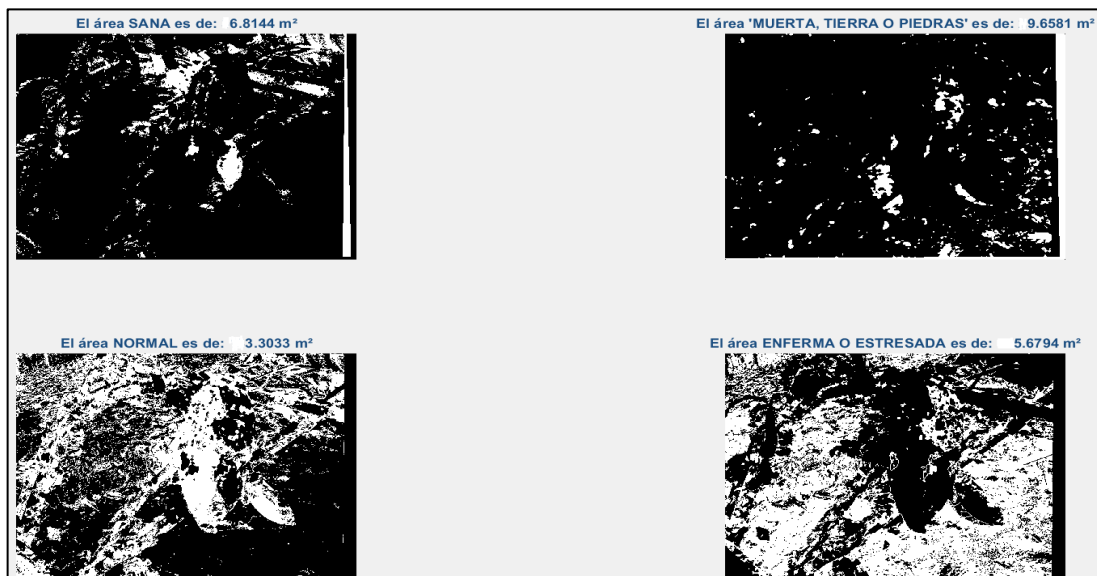 El área SANA es de: 6.8144 m²
El área 'MUERTA, TIERRA O PIEDRAS' es de: 9.6581 m²
El área NORMAL es de: 3.3033 m²
El área ENFERMA O ESTRESADA es de: 5.6794 m²